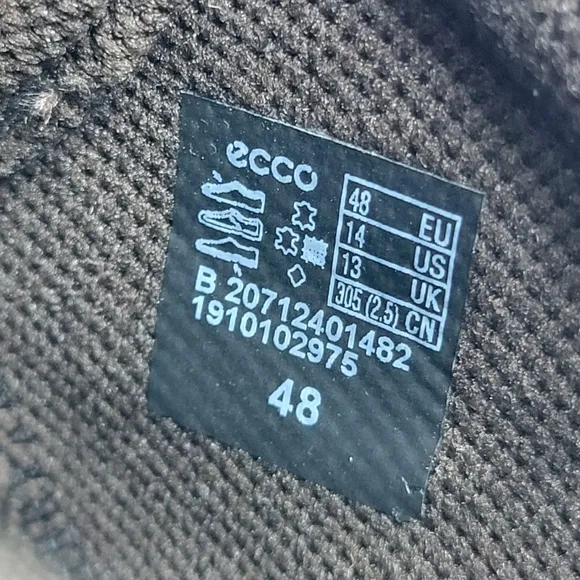 ecco
48 EU
14 US
13 UK
305 (2.5) CN
B 20712401482
1910102975
48